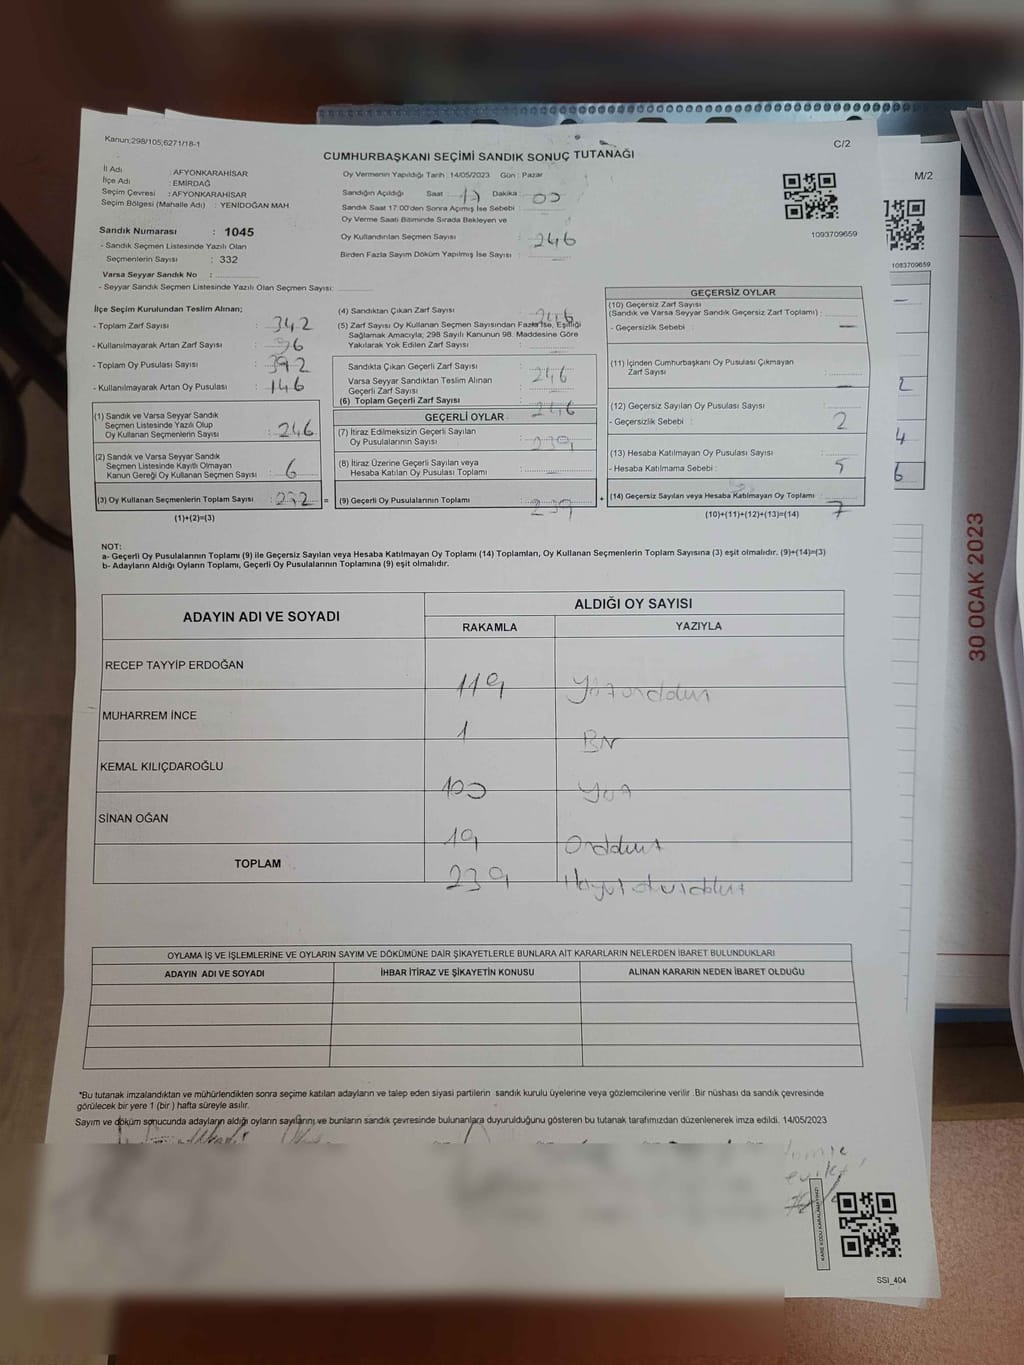 Kanun:298/105;6271/18-1
C/2
CUMHURBAŞKANI SEÇİMİ SANDIK SONUÇ TUTANAĞI
İl Adı : AFYONKARAHİSAR
İlçe Adı : EMİRDAĞ
Seçim Çevresi : AFYONKARAHİSAR
Seçim Bölgesi (Mahalle Adı) : YENİDOĞAN MAH.
Sandık Numarası : 1045
- Sandık Seçmen Listesinde Yazılı Olan
Seçmenlerin Sayısı : 332
Varsa Seyyar Sandık No :
- Seyyar Sandık Seçmen Listesinde Yazılı Olan Seçmen Sayısı:
Oy Vermenin Yapıldığı Tarih :14/05/2023 Gün : Pazar
Sandığın Açıldığı Saat : 17 Dakika : 00
Sandık Saat 17:00'den Sonra Açılmış İse Sebebi :
Oy Verme Saati Bitiminde Sırada Bekleyen ve
Oy Kullandırılan Seçmen Sayısı : 246
Birden Fazla Sayım Döküm Yapılmış İse Sayısı :
1093709659
M/2
1093709659
İlçe Seçim Kurulundan Teslim Alınan;
- Toplam Zarf Sayısı : 342
- Kullanılmayarak Artan Zarf Sayısı : 96
- Toplam Oy Pusulası Sayısı : 392
- Kullanılmayarak Artan Oy Pusulası : 146
(1) Sandık ve Varsa Seyyar Sandık
Seçmen Listesinde Yazılı Olup
Oy Kullanan Seçmenlerin Sayısı : 246
(2) Sandık ve Varsa Seyyar Sandık
Seçmen Listesinde Kayıtlı Olmayan
Kanun Gereği Oy Kullanan Seçmen Sayısı : 6
(3) Oy Kullanan Seçmenlerin Toplam Sayısı :
(1)+(2)=(3)
(4) Sandıktan Çıkan Zarf Sayısı : 246
(5) Zarf Sayısı Oy Kullanan Seçmen Sayısından Fazla İse, Eşitliği
Sağlamak Amacıyla; 298 Sayılı Kanunun 98. Maddesine Göre
Yakılarak Yok Edilen Zarf Sayısı :
Sandıkta Çıkan Geçerli Zarf Sayısı : 246
Varsa Seyyar Sandıktan Teslim Alınan
Geçerli Zarf Sayısı :
(6) Toplam Geçerli Zarf Sayısı : 246
GEÇERLİ OYLAR
(7) İtiraz Edilmeksizin Geçerli Sayılan
Oy Pusulalarının Sayısı : 239
(8) İtiraz Üzerine Geçerli Sayılan veya
Hesaba Katılan Oy Pusulası Toplamı : –
= (9) Geçerli Oy Pusulalarının Toplamı : 239 +
GEÇERSİZ OYLAR
(10) Geçersiz Zarf Sayısı
(Sandık ve Varsa Seyyar Sandık Geçersiz Zarf Toplamı) :
- Geçersizlik Sebebi : –
(11) İçinden Cumhurbaşkanı Oy Pusulası Çıkmayan
Zarf Sayısı : –
(12) Geçersiz Sayılan Oy Pusulası Sayısı :
- Geçersizlik Sebebi : 2
(13) Hesaba Katılmayan Oy Pusulası Sayısı :
- Hesaba Katılmama Sebebi : 5
(14) Geçersiz Sayılan veya Hesaba Katılmayan Oy Toplamı : 7
(10)+(11)+(12)+(13)=(14)
–
2
4
6
30 OCAK 2023
NOT:
a- Geçerli Oy Pusulalarının Toplamı (9) ile Geçersiz Sayılan veya Hesaba Katılmayan Oy Toplamı (14) Toplamları, Oy Kullanan Seçmenlerin Toplam Sayısına (3) eşit olmalıdır. (9)+(14)=(3)
b- Adayların Aldığı Oyların Toplamı, Geçerli Oy Pusulalarının Toplamına (9) eşit olmalıdır.
ADAYIN ADI VE SOYADI ALDIĞI OY SAYISI
RAKAMLA YAZIYLA
RECEP TAYYİP ERDOĞAN 119
MUHARREM İNCE 1
KEMAL KILIÇDAROĞLU 100 Yüz
SİNAN OĞAN 19
TOPLAM 239
OYLAMA İŞ VE İŞLEMLERİNE VE OYLARIN SAYIM VE DÖKÜMÜNE DAİR ŞİKAYETLERLE BUNLARA AİT KARARLARIN NELERDEN İBARET BULUNDUKLARI
ADAYIN ADI VE SOYADI İHBAR İTİRAZ VE ŞİKAYETİN KONUSU ALINAN KARARIN NEDEN İBARET OLDUĞU
*Bu tutanak imzalandıktan ve mühürlendikten sonra seçime katılan adayların ve talep eden siyasi partilerin sandık kurulu üyelerine veya gözlemcilerine verilir. Bir nüshası da sandık çevresinde
görülecek bir yere 1 (bir ) hafta süreyle asılır.
Sayım ve döküm sonucunda adayların aldığı oyların sayılarını ve bunların sandık çevresinde bulunanlara duyurulduğunu gösteren bu tutanak tarafımızdan düzenlenerek imza edildi. 14/05/2023
KARE KODU KARALAMAYINIZ!
SSI_404